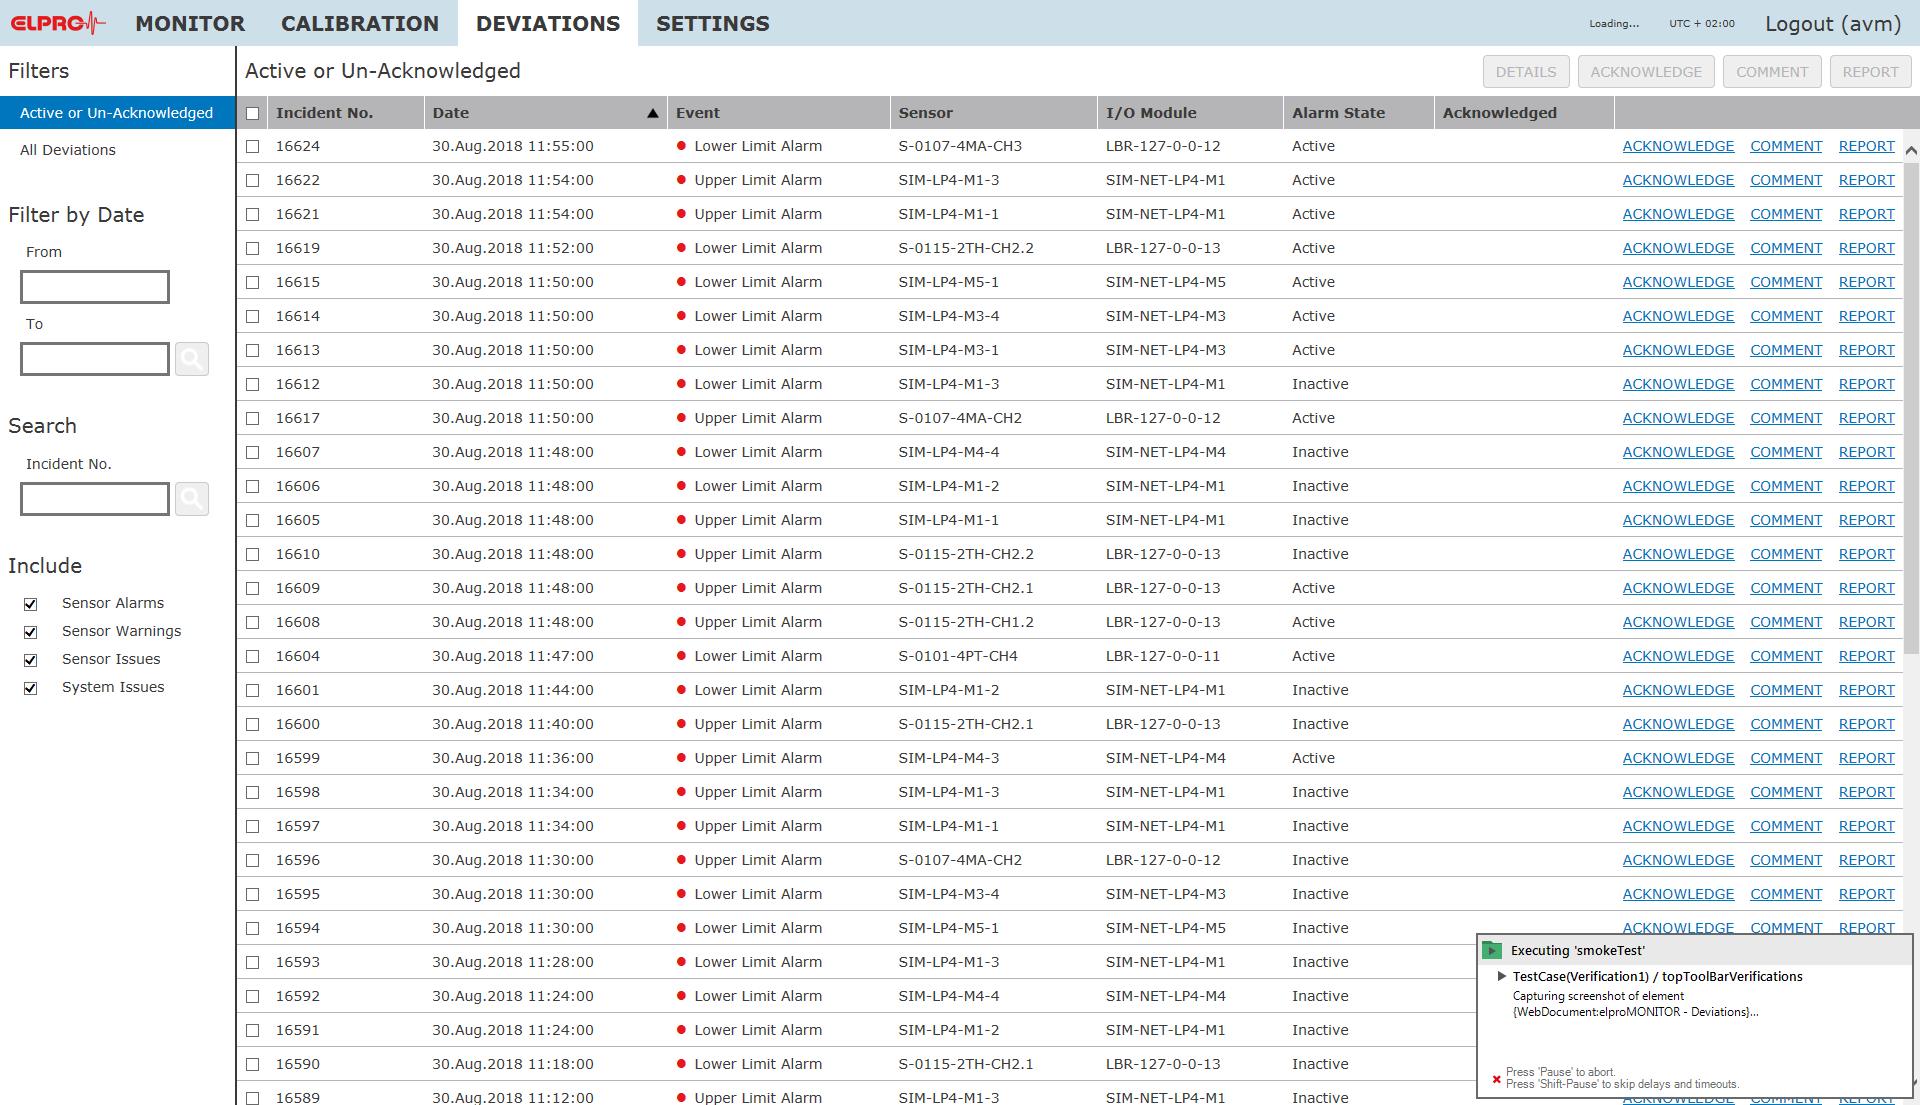 ELPRO MONITOR CALIBRATION DEVIATIONS SETTINGS Loading... UTC + 02:00 Logout (avm)
Filters
Active or Un-Acknowledged
All Deviations
Filter by Date
From
To
Search
Incident No.
Include
Sensor Alarms
Sensor Warnings
Sensor Issues
System Issues
Active or Un-Acknowledged DETAILS ACKNOWLEDGE COMMENT REPORT
Incident No. Date Event Sensor I/O Module Alarm State Acknowledged
16624 30.Aug.2018 11:55:00 Lower Limit Alarm S-0107-4MA-CH3 LBR-127-0-0-12 Active ACKNOWLEDGE COMMENT REPORT
16622 30.Aug.2018 11:54:00 Upper Limit Alarm SIM-LP4-M1-3 SIM-NET-LP4-M1 Active ACKNOWLEDGE COMMENT REPORT
16621 30.Aug.2018 11:54:00 Upper Limit Alarm SIM-LP4-M1-1 SIM-NET-LP4-M1 Active ACKNOWLEDGE COMMENT REPORT
16619 30.Aug.2018 11:52:00 Lower Limit Alarm S-0115-2TH-CH2.2 LBR-127-0-0-13 Active ACKNOWLEDGE COMMENT REPORT
16615 30.Aug.2018 11:50:00 Lower Limit Alarm SIM-LP4-M5-1 SIM-NET-LP4-M5 Active ACKNOWLEDGE COMMENT REPORT
16614 30.Aug.2018 11:50:00 Lower Limit Alarm SIM-LP4-M3-4 SIM-NET-LP4-M3 Active ACKNOWLEDGE COMMENT REPORT
16613 30.Aug.2018 11:50:00 Lower Limit Alarm SIM-LP4-M3-1 SIM-NET-LP4-M3 Active ACKNOWLEDGE COMMENT REPORT
16612 30.Aug.2018 11:50:00 Lower Limit Alarm SIM-LP4-M1-3 SIM-NET-LP4-M1 Inactive ACKNOWLEDGE COMMENT REPORT
16617 30.Aug.2018 11:50:00 Upper Limit Alarm S-0107-4MA-CH2 LBR-127-0-0-12 Active ACKNOWLEDGE COMMENT REPORT
16607 30.Aug.2018 11:48:00 Lower Limit Alarm SIM-LP4-M4-4 SIM-NET-LP4-M4 Inactive ACKNOWLEDGE COMMENT REPORT
16606 30.Aug.2018 11:48:00 Lower Limit Alarm SIM-LP4-M1-2 SIM-NET-LP4-M1 Inactive ACKNOWLEDGE COMMENT REPORT
16605 30.Aug.2018 11:48:00 Upper Limit Alarm SIM-LP4-M1-1 SIM-NET-LP4-M1 Inactive ACKNOWLEDGE COMMENT REPORT
16610 30.Aug.2018 11:48:00 Upper Limit Alarm S-0115-2TH-CH2.2 LBR-127-0-0-13 Inactive ACKNOWLEDGE COMMENT REPORT
16609 30.Aug.2018 11:48:00 Upper Limit Alarm S-0115-2TH-CH2.1 LBR-127-0-0-13 Active ACKNOWLEDGE COMMENT REPORT
16608 30.Aug.2018 11:48:00 Upper Limit Alarm S-0115-2TH-CH1.2 LBR-127-0-0-13 Active ACKNOWLEDGE COMMENT REPORT
16604 30.Aug.2018 11:47:00 Lower Limit Alarm S-0101-4PT-CH4 LBR-127-0-0-11 Active ACKNOWLEDGE COMMENT REPORT
16601 30.Aug.2018 11:44:00 Lower Limit Alarm SIM-LP4-M1-2 SIM-NET-LP4-M1 Inactive ACKNOWLEDGE COMMENT REPORT
16600 30.Aug.2018 11:40:00 Upper Limit Alarm S-0115-2TH-CH2.1 LBR-127-0-0-13 Inactive ACKNOWLEDGE COMMENT REPORT
16599 30.Aug.2018 11:36:00 Upper Limit Alarm SIM-LP4-M4-3 SIM-NET-LP4-M4 Active ACKNOWLEDGE COMMENT REPORT
16598 30.Aug.2018 11:34:00 Upper Limit Alarm SIM-LP4-M1-3 SIM-NET-LP4-M1 Inactive ACKNOWLEDGE COMMENT REPORT
16597 30.Aug.2018 11:34:00 Upper Limit Alarm SIM-LP4-M1-1 SIM-NET-LP4-M1 Inactive ACKNOWLEDGE COMMENT REPORT
16596 30.Aug.2018 11:30:00 Upper Limit Alarm S-0107-4MA-CH2 LBR-127-0-0-12 Inactive ACKNOWLEDGE COMMENT REPORT
16595 30.Aug.2018 11:30:00 Lower Limit Alarm SIM-LP4-M3-4 SIM-NET-LP4-M3 Inactive ACKNOWLEDGE COMMENT REPORT
16594 30.Aug.2018 11:30:00 Lower Limit Alarm SIM-LP4-M5-1 SIM-NET-LP4-M5 Inactive ACKNOWLEDGE COMMENT REPORT
16593 30.Aug.2018 11:28:00 Lower Limit Alarm SIM-LP4-M1-3 SIM-NET-LP4-M1 Inactive
16592 30.Aug.2018 11:24:00 Lower Limit Alarm SIM-LP4-M4-4 SIM-NET-LP4-M4 Inactive
16591 30.Aug.2018 11:24:00 Lower Limit Alarm SIM-LP4-M1-2 SIM-NET-LP4-M1 Inactive
16590 30.Aug.2018 11:18:00 Lower Limit Alarm S-0115-2TH-CH2.1 LBR-127-0-0-13 Inactive
16589 30.Aug.2018 11:12:00 Upper Limit Alarm SIM-LP4-M1-3 SIM-NET-LP4-M1 Inactive ACKNOWLEDGE COMMENT REPORT
Executing 'smokeTest'
TestCase(Verification1) / topToolBarVerifications
Capturing screenshot of element
{WebDocument:elproMONITOR - Deviations}...
Press 'Pause' to abort.
Press 'Shift-Pause' to skip delays and timeouts.